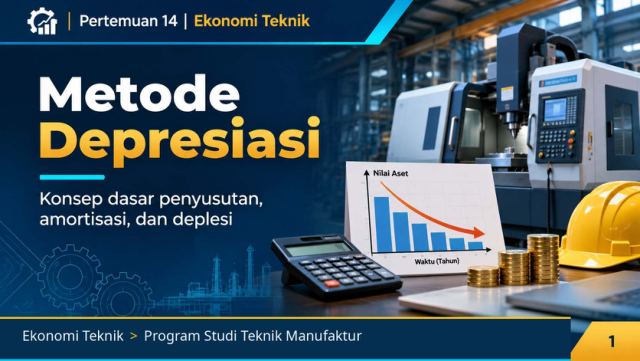 Pertemuan 14 | Ekonomi Teknik
Metode
Depresiasi
Konsep dasar penyusutan,
amortisasi, dan deplesi
Nilai Aset
Waktu (Tahun)
Ekonomi Teknik > Program Studi Teknik Manufaktur
1